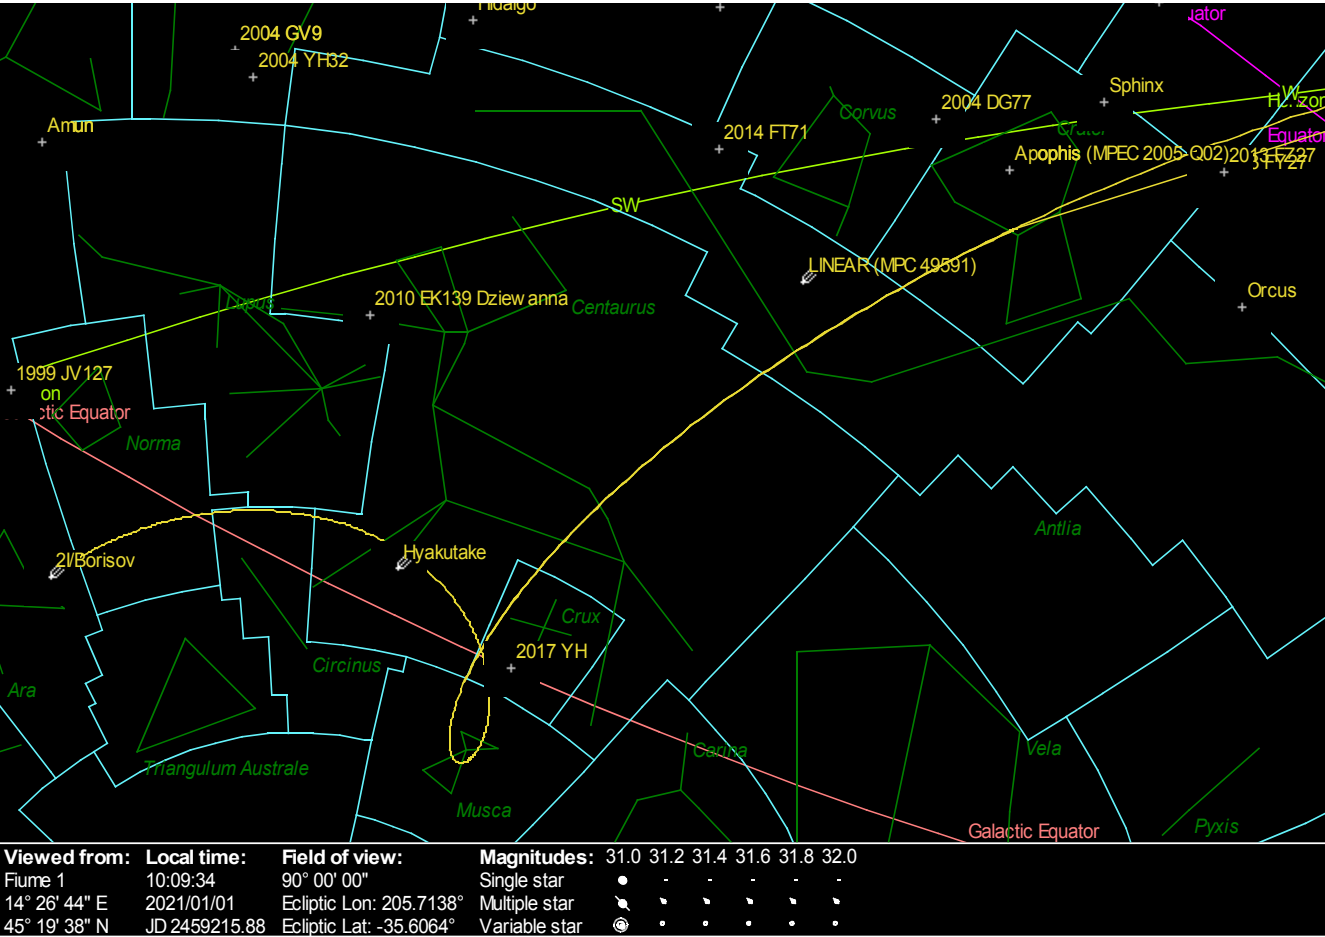 Hidalgo
2004 GV9
2004 YH32
Sphinx
2004 DG77
Corvus
Amun
2014 FT71
Crater
W
Equator
Apophis (MPEC 2005-Q02)
SW
LINEAR (MPC 49591)
Orcus
2010 EK139 Dziewanna
Lupus
Centaurus
1999 JV127
on
ctic Equator
Norma
Antlia
2I/Borisov
Hyakutake
Crux
2017 YH
Circinus
Ara
Carina
Vela
Triangulum Australe
Musca
Pyxis
Galactic Equator
Viewed from: Local time: Field of view: Magnitudes: 31.0 31.2 31.4 31.6 31.8 32.0
Fiume 1 10:09:34 90° 00' 00" Single star
14° 26' 44" E 2021/01/01 Ecliptic Lon: 205.7138° Multiple star
45° 19' 38" N JD 2459215.88 Ecliptic Lat: -35.6064° Variable star